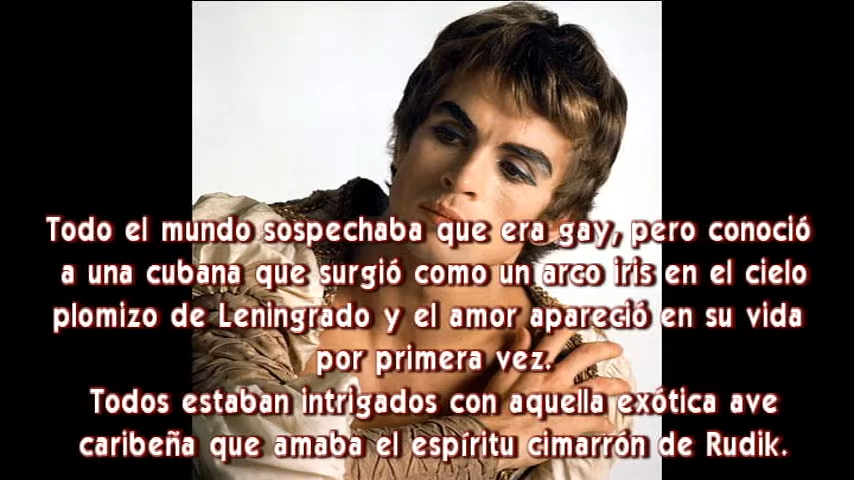 Todo el mundo sospechaba que era gay, pero conoció
a una cubana que surgió como un arco iris en el cielo
plomizo de Leningrado y el amor apareció en su vida
por primera vez.
Todos estaban intrigados con aquella exótica ave
caribeña que amaba el espíritu cimarrón de Rudik.